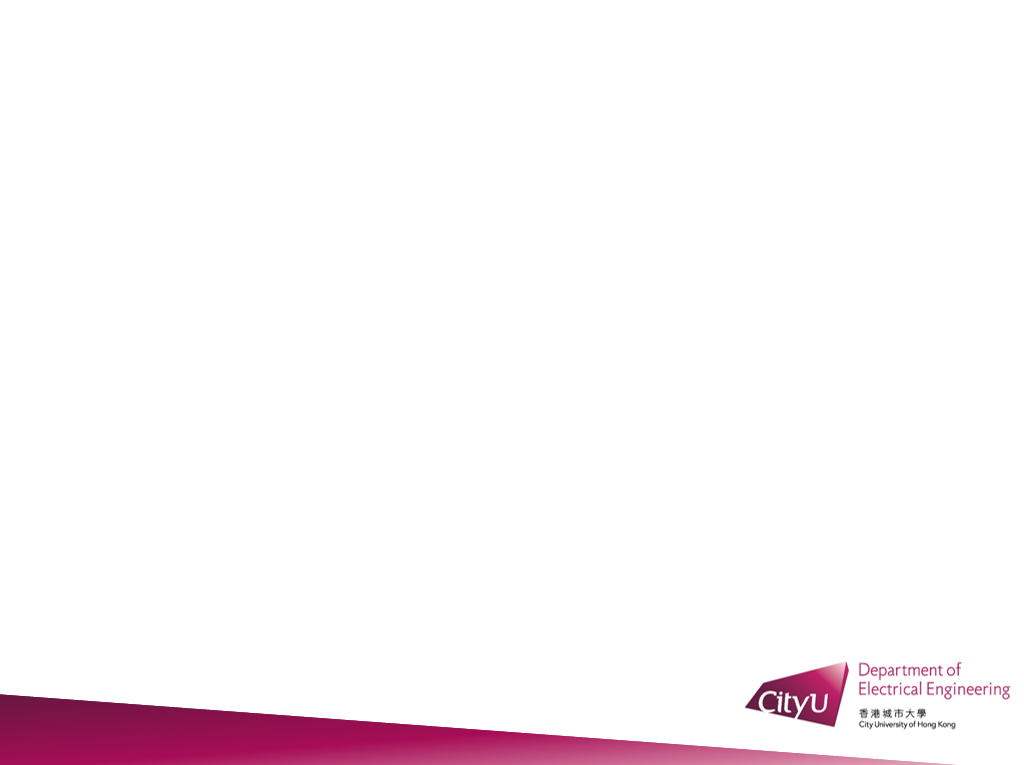 CityU
Department of
Electrical Engineering
香港城市大學
City University of Hong Kong